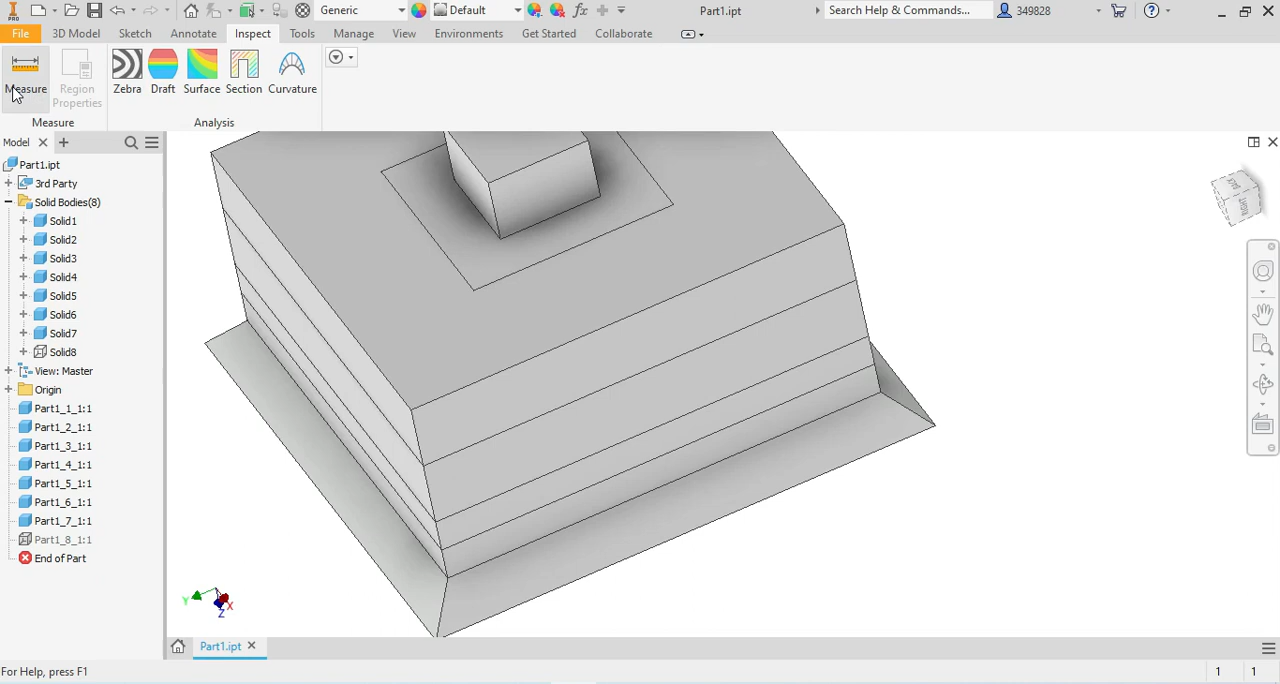 PRO Generic Default Part1.ipt Search Help & Commands... 349828
File 3D Model Sketch Annotate Inspect Tools Manage View Environments Get Started Collaborate
Measure Region Properties Zebra Draft Surface Section Curvature
Measure Analysis
Model
Part1.ipt
3rd Party
Solid Bodies(8)
Solid1
Solid2
Solid3
Solid4
Solid5
Solid6
Solid7
Solid8
View: Master
Origin
Part1_1_1:1
Part1_2_1:1
Part1_3_1:1
Part1_4_1:1
Part1_5_1:1
Part1_6_1:1
Part1_7_1:1
Part1_8_1:1
End of Part
Y X
Z
Part1.ipt
For Help, press F1 1 1